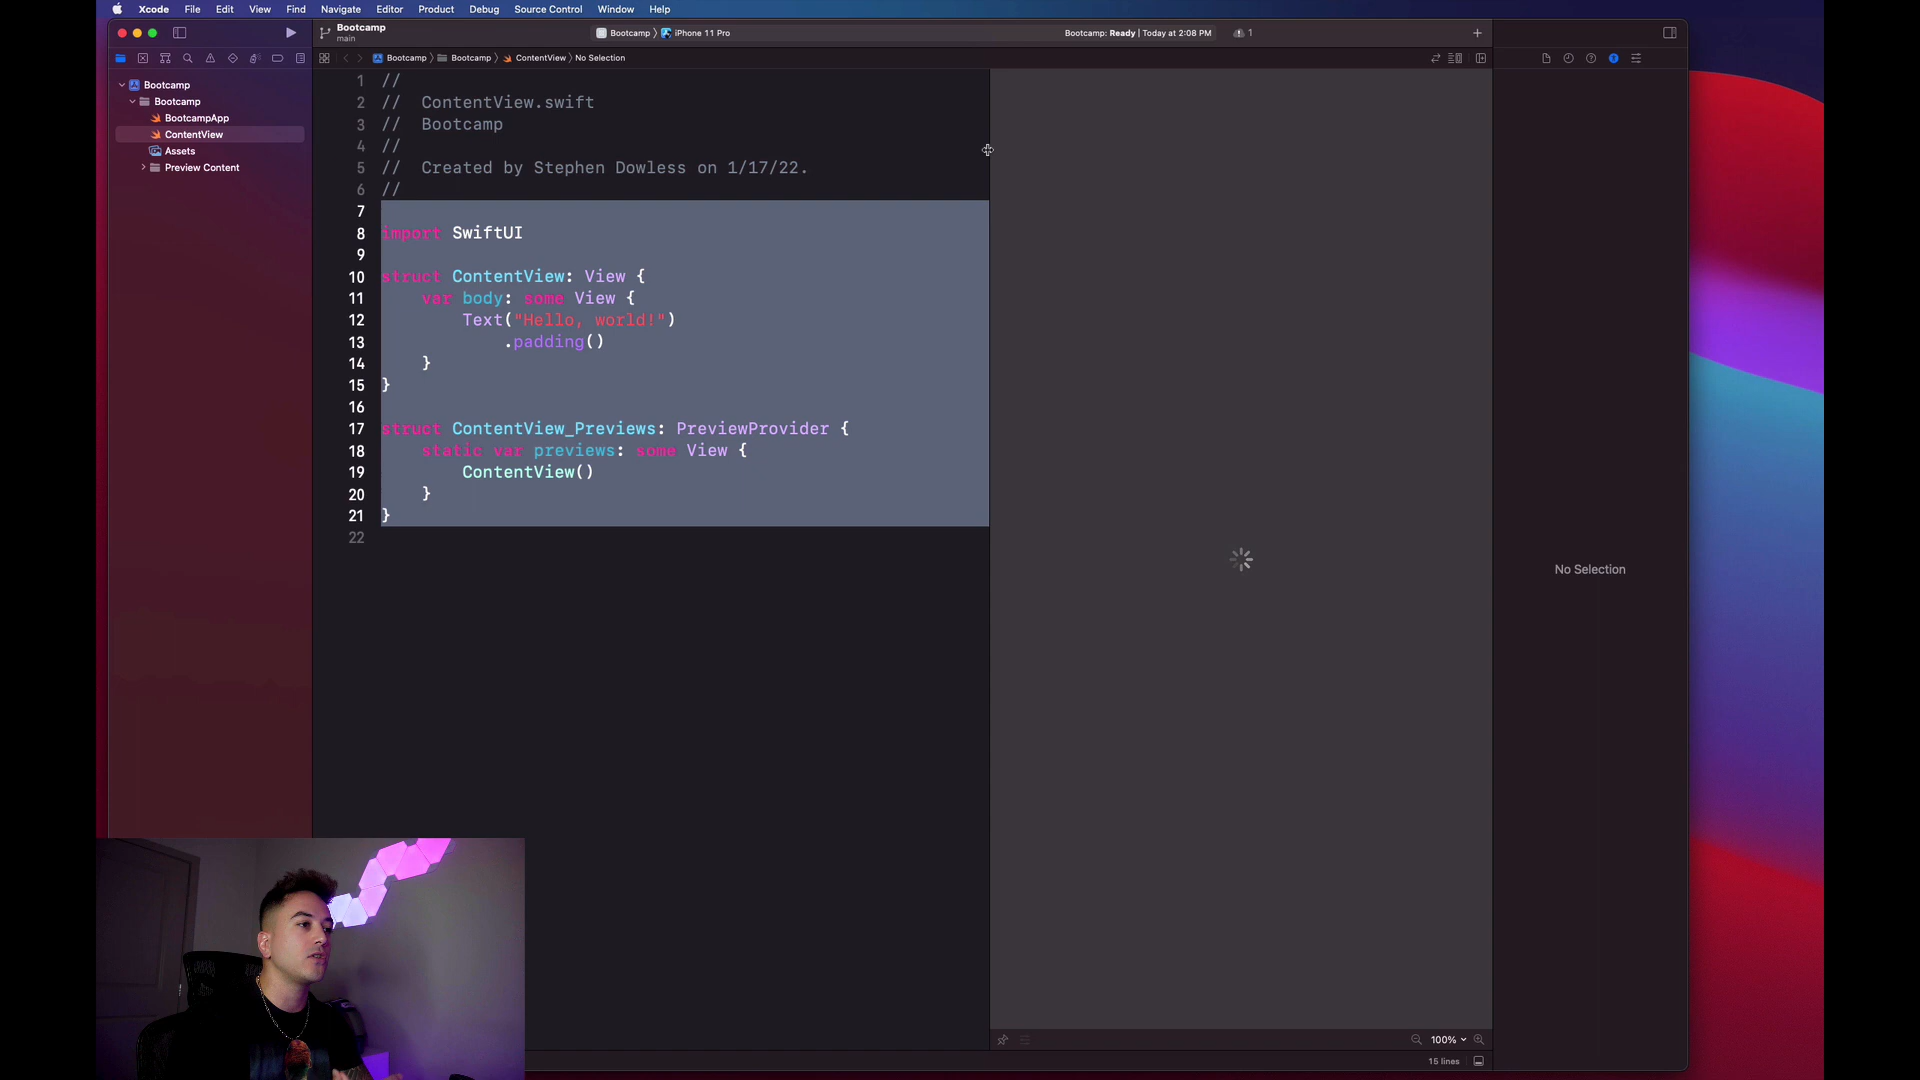 Xcode File Edit View Find Navigate Editor Product Debug Source Control Window Help
Bootcamp
main
Bootcamp 〉 iPhone 11 Pro
Bootcamp: Ready | Today at 2:08 PM
1
Bootcamp 〉 Bootcamp 〉 ContentView 〉 No Selection
Bootcamp
Bootcamp
BootcampApp
ContentView
Assets
Preview Content
1 //
2 //  ContentView.swift
3 //  Bootcamp
4 //
5 //  Created by Stephen Dowless on 1/17/22.
6 //
7
8 import SwiftUI
9
10 struct ContentView: View {
11     var body: some View {
12         Text("Hello, world!")
13             .padding()
14     }
15 }
16
17 struct ContentView_Previews: PreviewProvider {
18     static var previews: some View {
19         ContentView()
20     }
21 }
22
No Selection
100%
15 lines